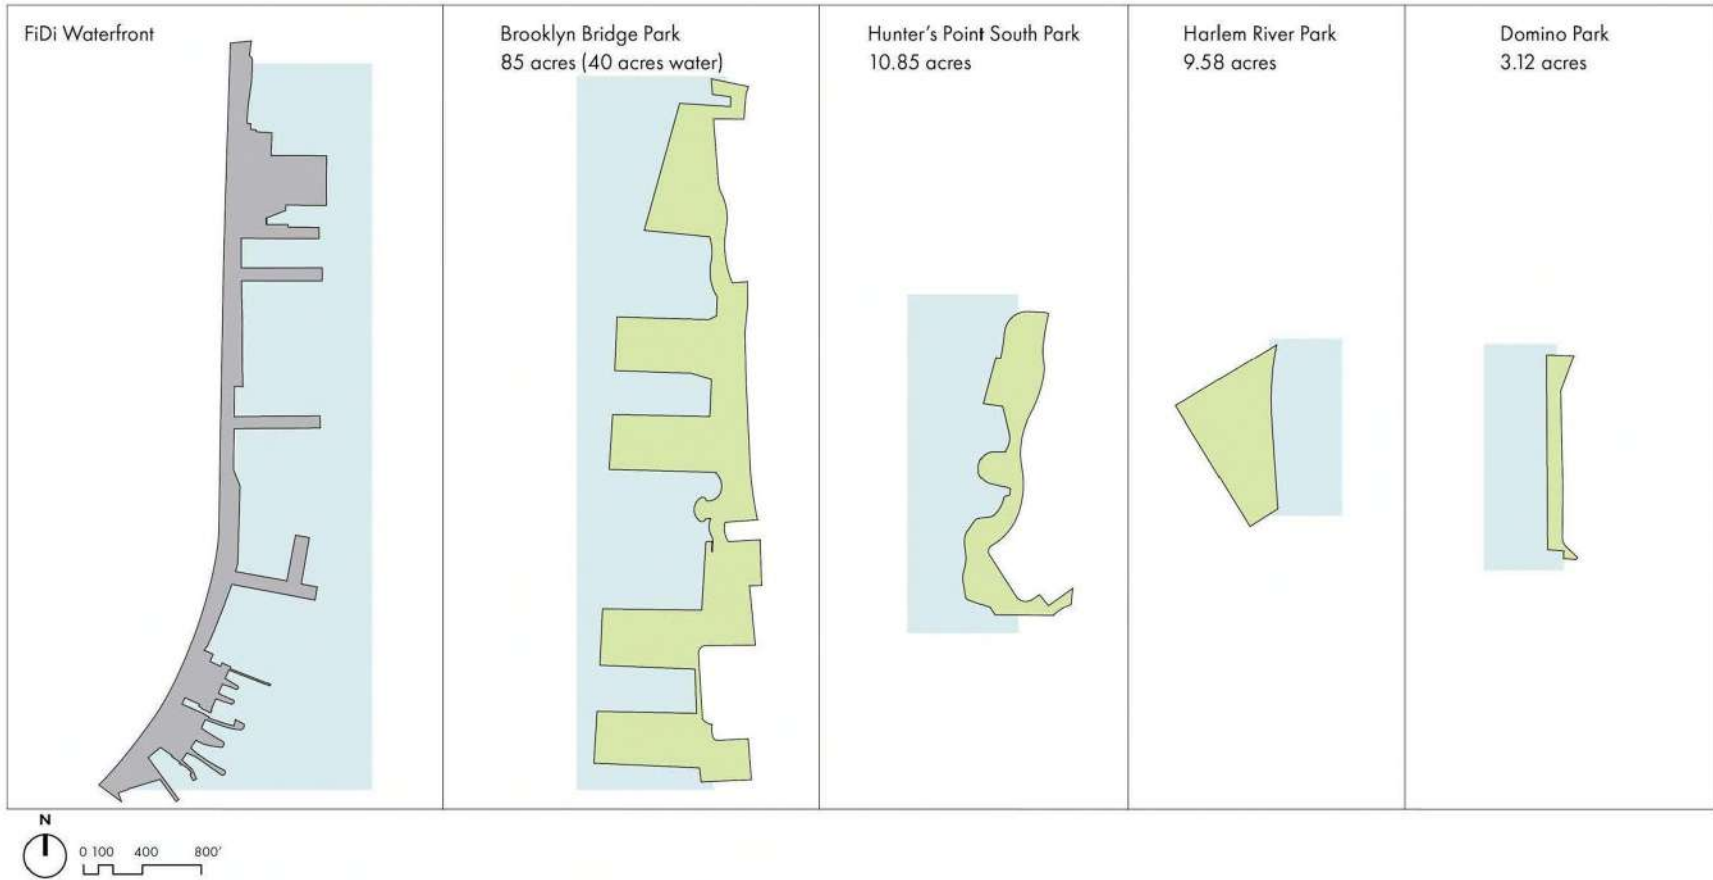 FiDi Waterfront
Brooklyn Bridge Park
85 acres (40 acres water)
Hunter's Point South Park
10.85 acres
Harlem River Park
9.58 acres
Domino Park
3.12 acres
N
0 100 400 800'